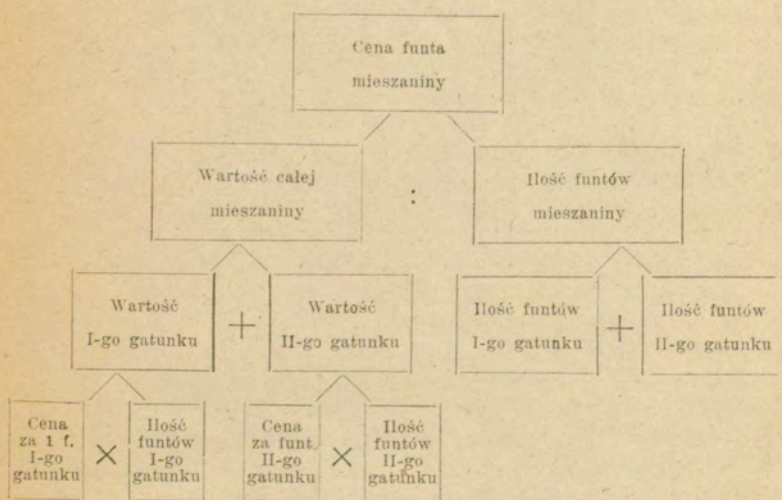 Cena funta
mieszaniny
Wartość całej
mieszaniny
:
Ilość funtów
mieszaniny
Wartość
I-go gatunku
+
Wartość
II-go gatunku
Ilość funtów
I-go gatunku
+
Ilość funtów
II-go gatunku
Cena
za 1 f.
I-go
gatunku
×
Ilość
funtów
I-go
gatunku
Cena
za funt
II-go
gatunku
×
Ilość
funtów
II-go
gatunku